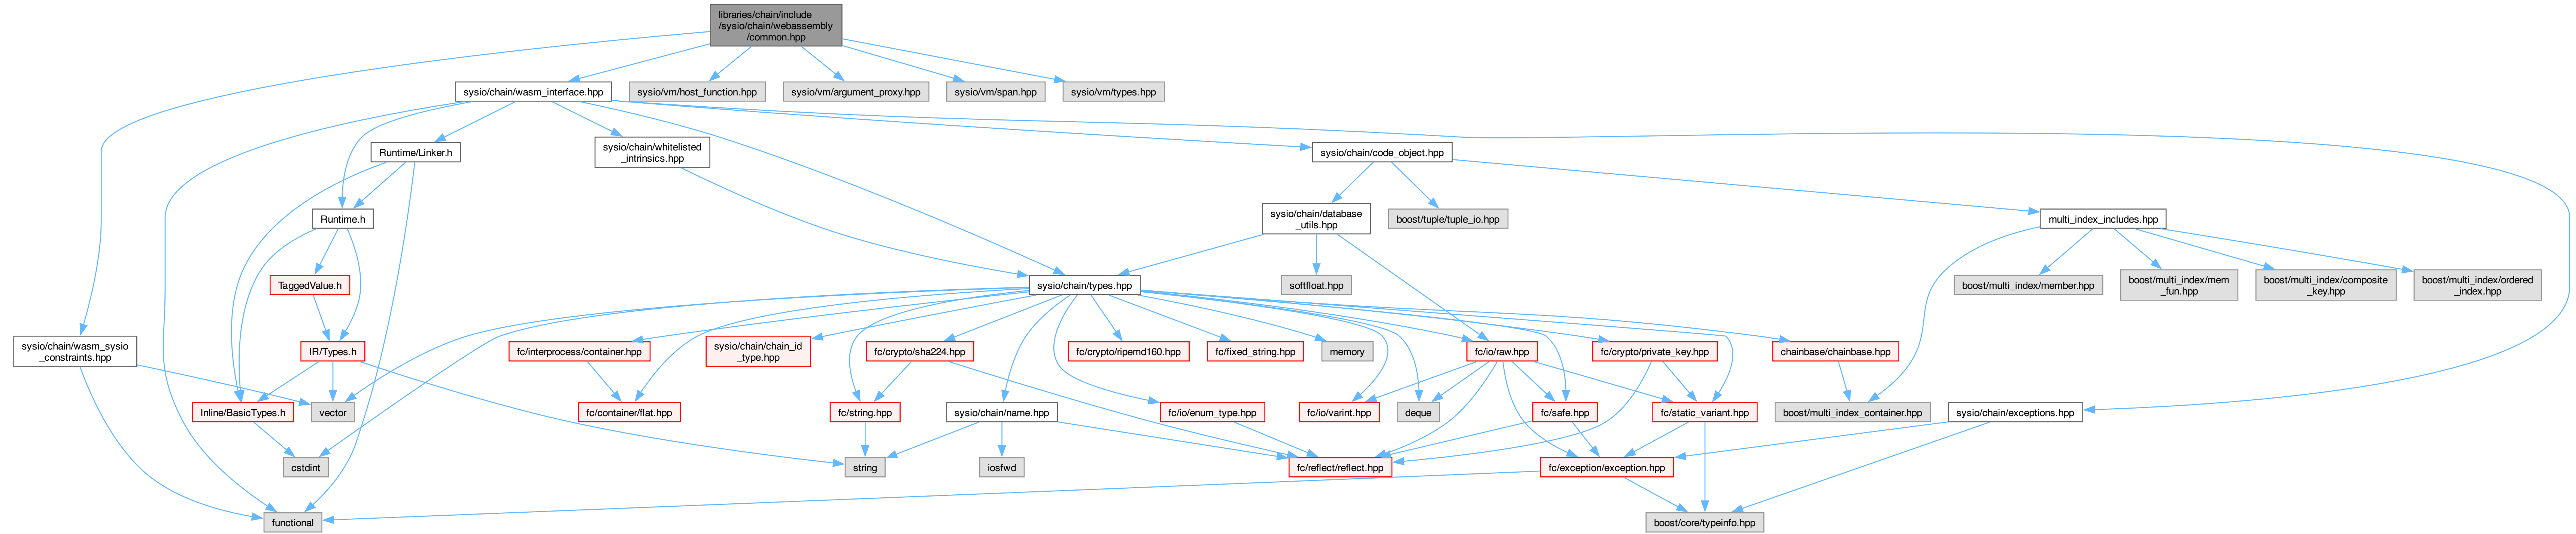 libraries/chain/include
/sysio/chain/webassembly
/common.hpp
sysio/chain/wasm_interface.hpp
sysio/vm/host_function.hpp
sysio/vm/argument_proxy.hpp
sysio/vm/span.hpp
sysio/vm/types.hpp
Runtime/Linker.h
sysio/chain/whitelisted
_intrinsics.hpp
sysio/chain/code_object.hpp
Runtime.h
sysio/chain/database
_utils.hpp
boost/tuple/tuple_io.hpp
multi_index_includes.hpp
TaggedValue.h
sysio/chain/types.hpp
softfloat.hpp
boost/multi_index/member.hpp
boost/multi_index/mem
_fun.hpp
boost/multi_index/composite
_key.hpp
boost/multi_index/ordered
_index.hpp
sysio/chain/wasm_sysio
_constraints.hpp
IR/Types.h
fc/interprocess/container.hpp
sysio/chain/chain_id
_type.hpp
fc/crypto/sha224.hpp
fc/crypto/ripemd160.hpp
fc/fixed_string.hpp
memory
fc/io/raw.hpp
fc/crypto/private_key.hpp
chainbase/chainbase.hpp
Inline/BasicTypes.h
vector
fc/container/flat.hpp
fc/string.hpp
sysio/chain/name.hpp
fc/io/enum_type.hpp
fc/io/varint.hpp
deque
fc/safe.hpp
fc/static_variant.hpp
boost/multi_index_container.hpp
sysio/chain/exceptions.hpp
cstdint
string
iosfwd
fc/reflect/reflect.hpp
fc/exception/exception.hpp
functional
boost/core/typeinfo.hpp